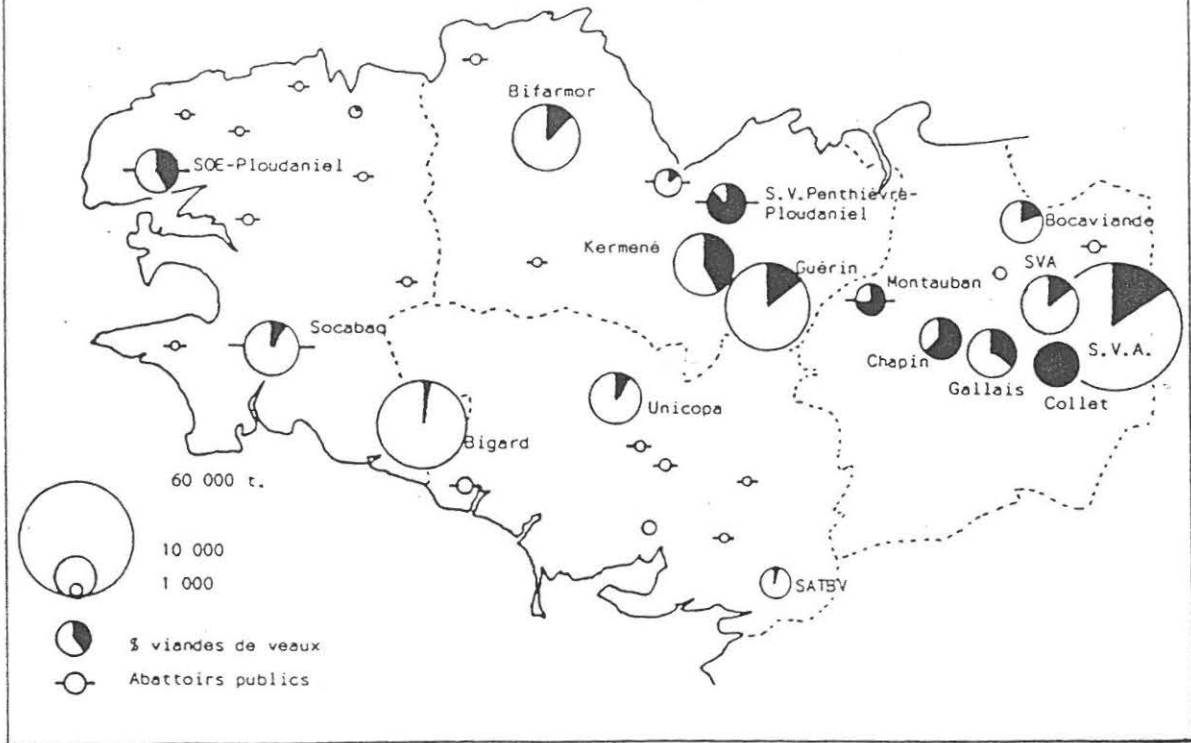 Bifarmor
SOE-Ploudaniel
S.V.Penthièvre-
Ploudaniel
Bocaviande
Kermené
Guérin
SVA
Montauban
Socabaq
S.V.A.
Chapin
Gallais
Collet
Unicopa
Bigard
60 000 t.
10 000
1 000
SATBV
% viandes de veaux
Abattoirs publics